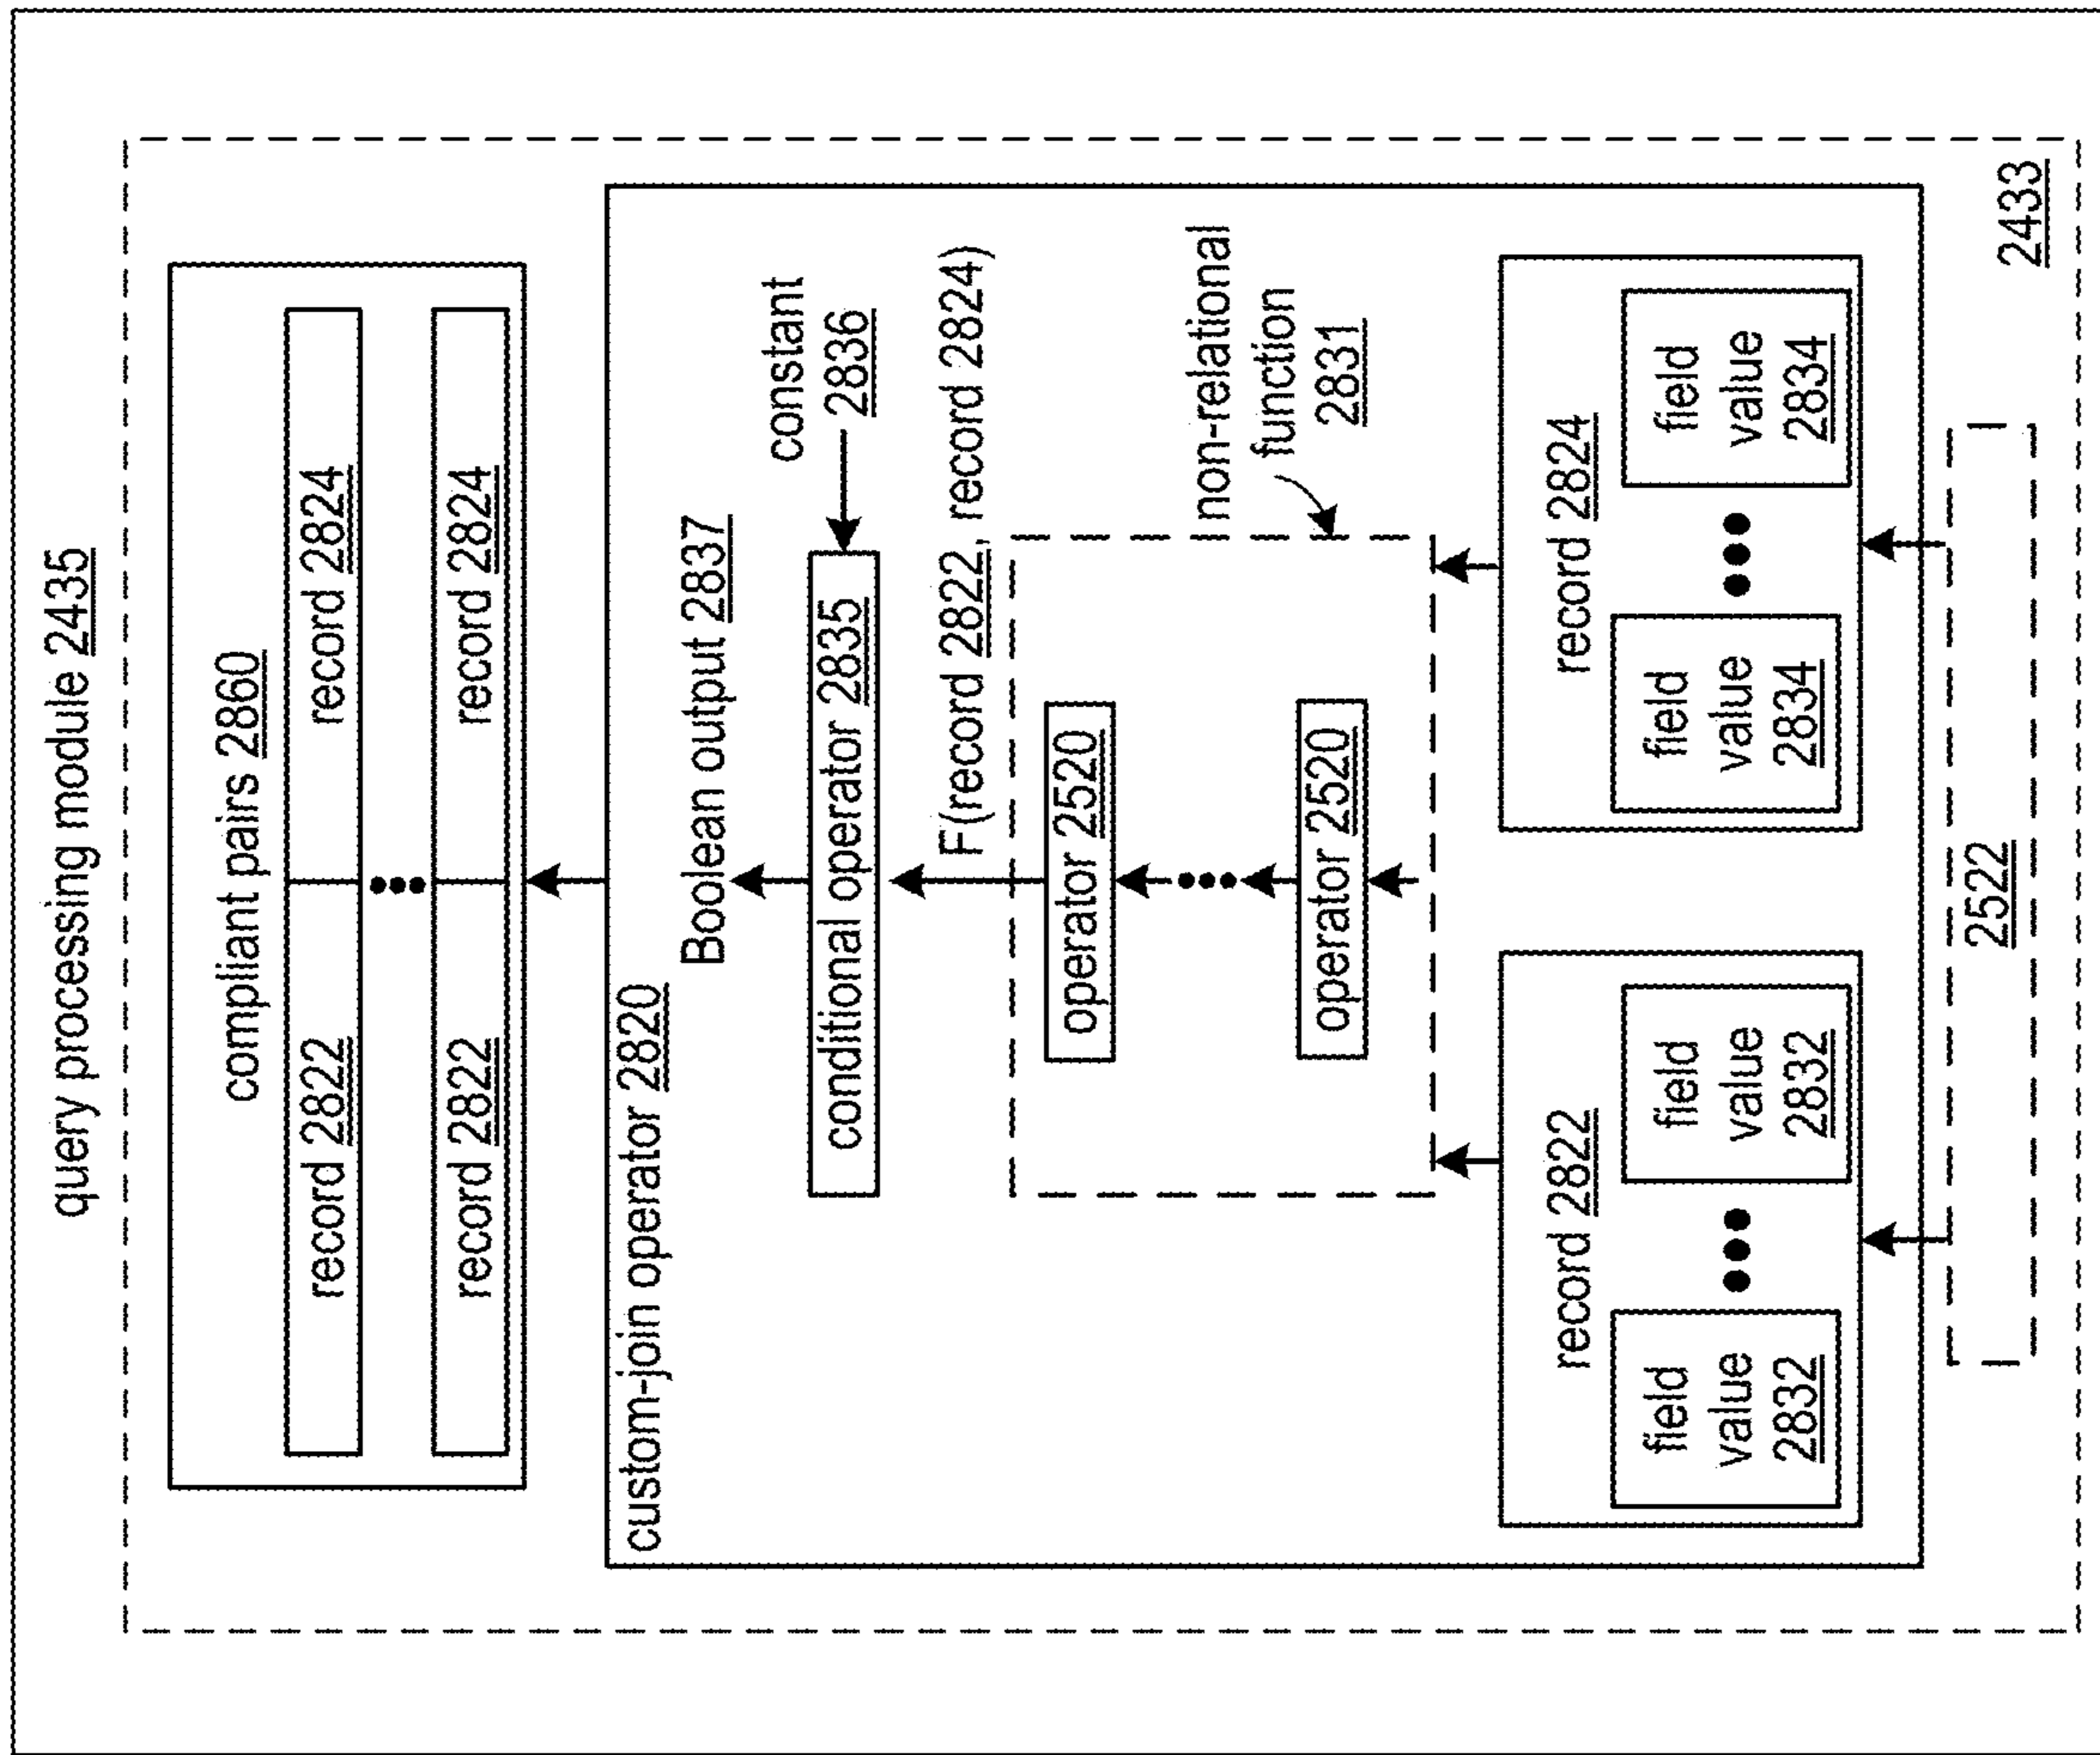 query processing module 2435
compliant pairs 2860
record 2822 record 2824
record 2822 record 2824
custom-join operator 2820
Boolean output 2837
constant
2836
conditional operator 2835
F(record 2822, record 2824)
non-relational
function
2831
operator 2520
operator 2520
record 2822
field
value
2832
field
value
2832
record 2824
field
value
2834
field
value
2834
2522
2433